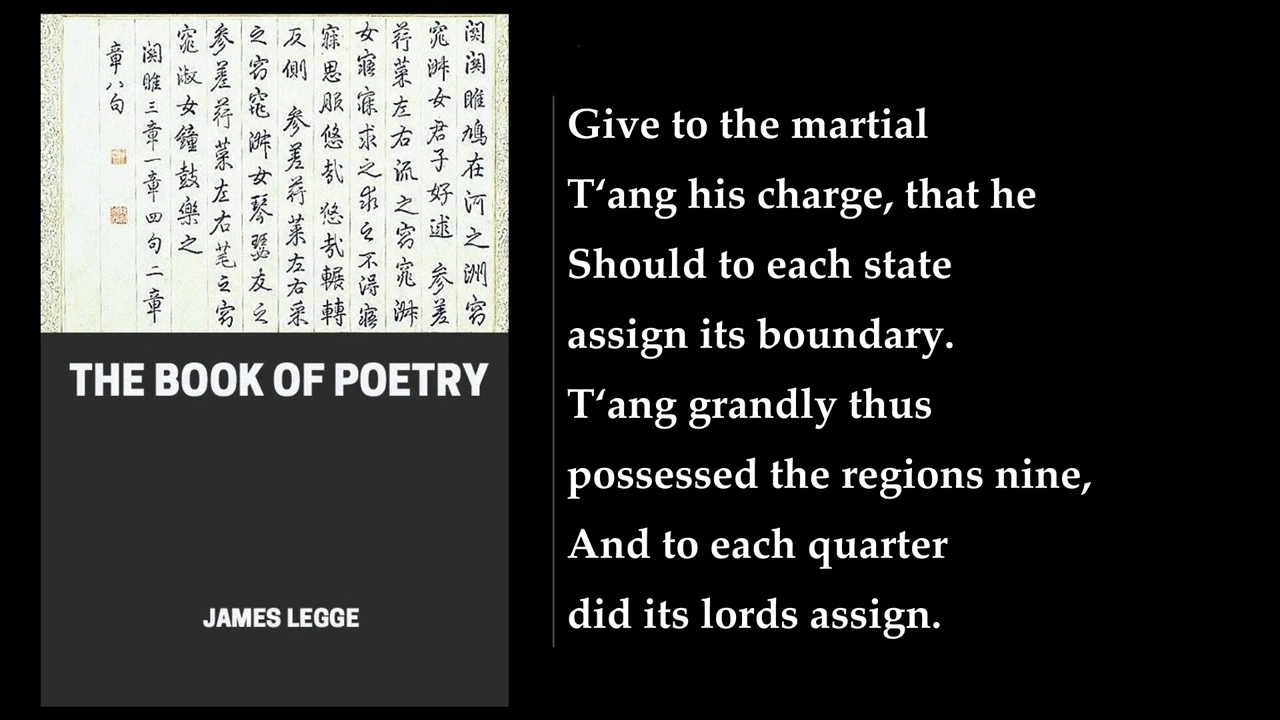 關關雎鳩在河之洲窈
窕淑女君子好逑 參差
荇菜左右流之窈窕淑
女寤寐求之求之不得寤
寐思服悠哉悠哉輾轉
反側 參差荇菜左右采
之窈窕淑女琴瑟友之
參差荇菜左右芼之窈
窕淑女鐘鼓樂之
關雎三章一章四句二章
章八句
THE BOOK OF POETRY
JAMES LEGGE
Give to the martial
T‘ang his charge, that he
Should to each state
assign its boundary.
T‘ang grandly thus
possessed the regions nine,
And to each quarter
did its lords assign.